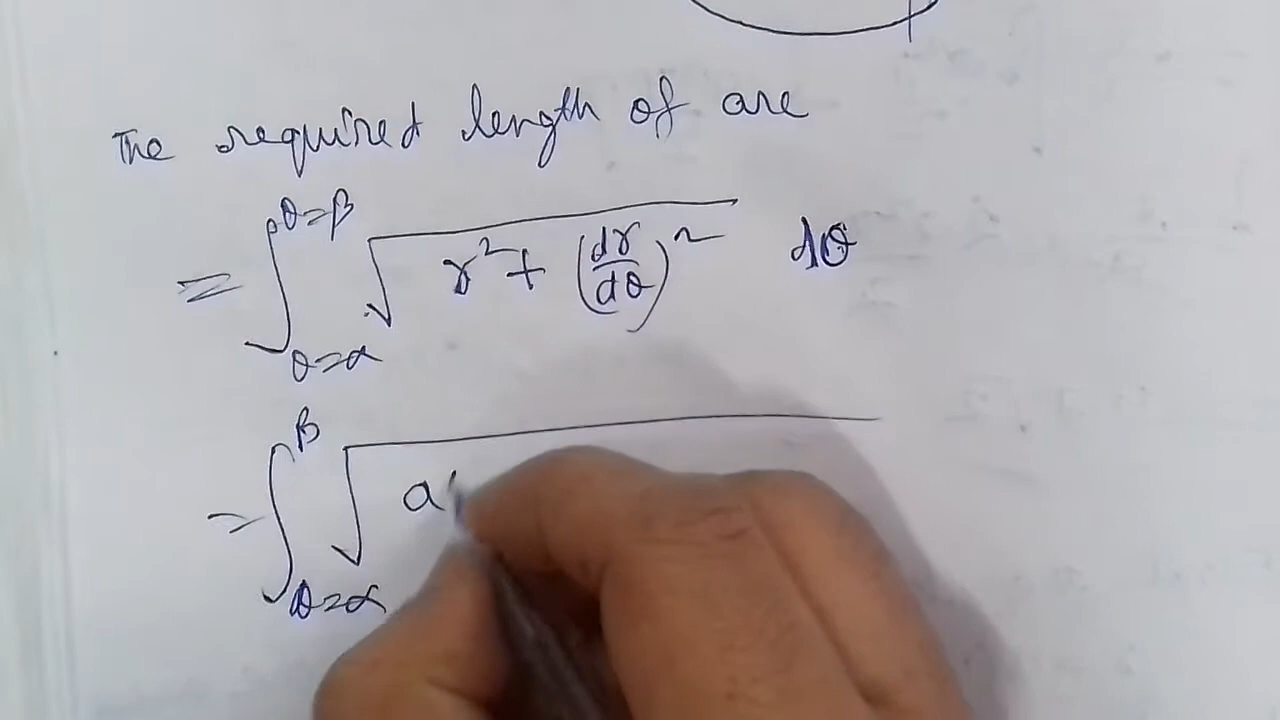 The required length of arc
= ∫_{θ=α}^{θ=β} √(r² + (dr/dθ)²) dθ
= ∫_{θ=α}^{β} √(a